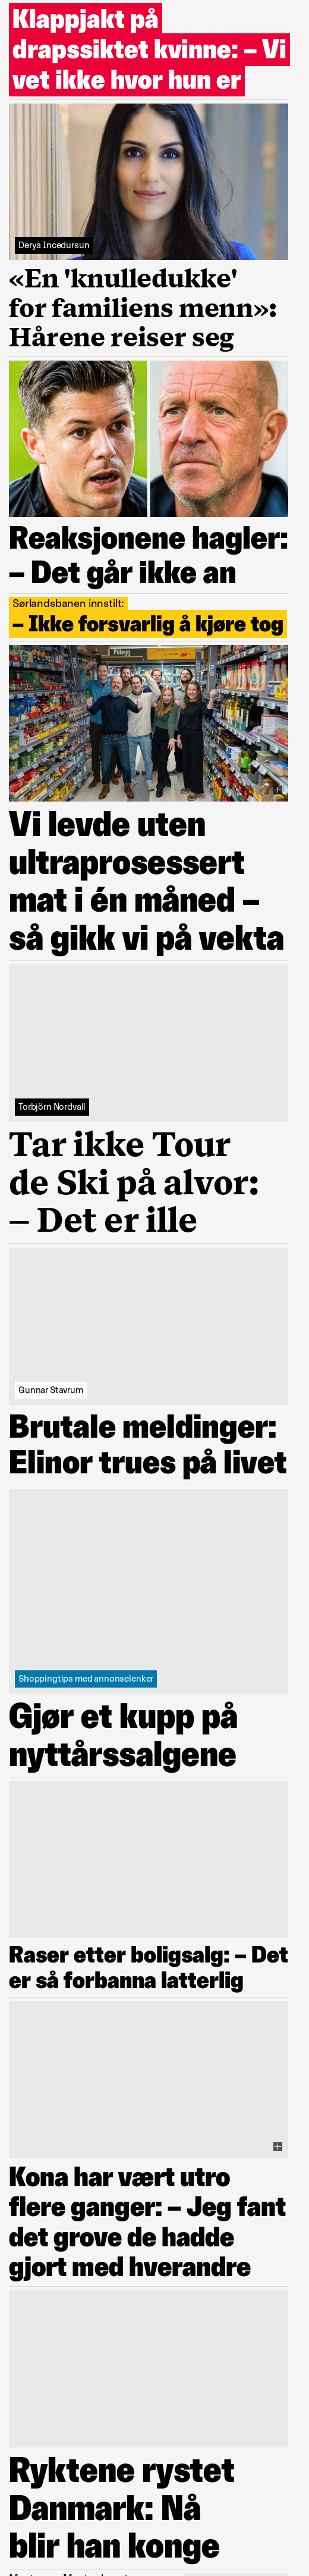 Klappjakt på
drapssiktet kvinne: – Vi
vet ikke hvor hun er
Derya Incedursun
«En 'knulledukke'
for familiens menn»:
Hårene reiser seg
Reaksjonene hagler:
– Det går ikke an
Sørlandsbanen innstilt:
– Ikke forsvarlig å kjøre tog
Pålegg
Vi levde uten
ultraprosessert
mat i én måned –
så gikk vi på vekta
Torbjörn Nordvall
Tar ikke Tour
de Ski på alvor:
– Det er ille
Gunnar Stavrum
Brutale meldinger:
Elinor trues på livet
Shoppingtips med annonselenker
Gjør et kupp på
nyttårssalgene
Raser etter boligsalg: – Det
er så forbanna latterlig
Kona har vært utro
flere ganger: – Jeg fant
det grove de hadde
gjort med hverandre
Ryktene rystet
Danmark: Nå
blir han konge